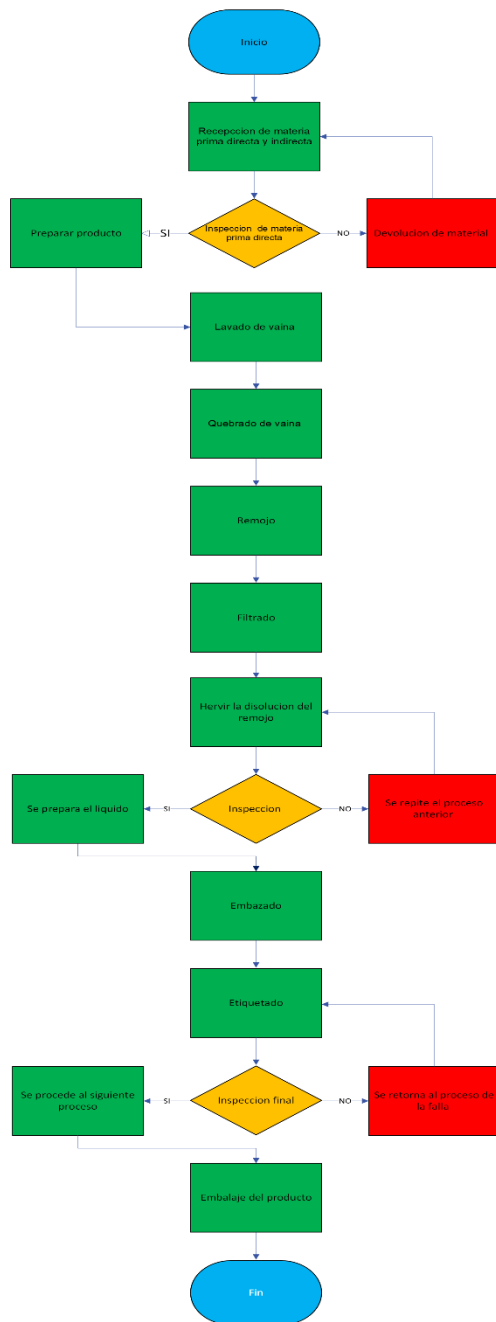 Inicio
Recepccion de materia
prima directa y indirecta
Preparar producto
SI
Inspeccion de materia
prima directa
NO
Devolucion de material
Lavado de vaina
Quebrado de vaina
Remojo
Filtrado
Hervir la disolucion del
remojo
Se prepara el liquido
SI
Inspeccion
NO
Se repite el proceso
anterior
Embazado
Etiquetado
Se procede al siguiente
proceso
SI
Inspeccion final
NO
Se retorna al proceso de
la falla
Embalaje del producto
Fin